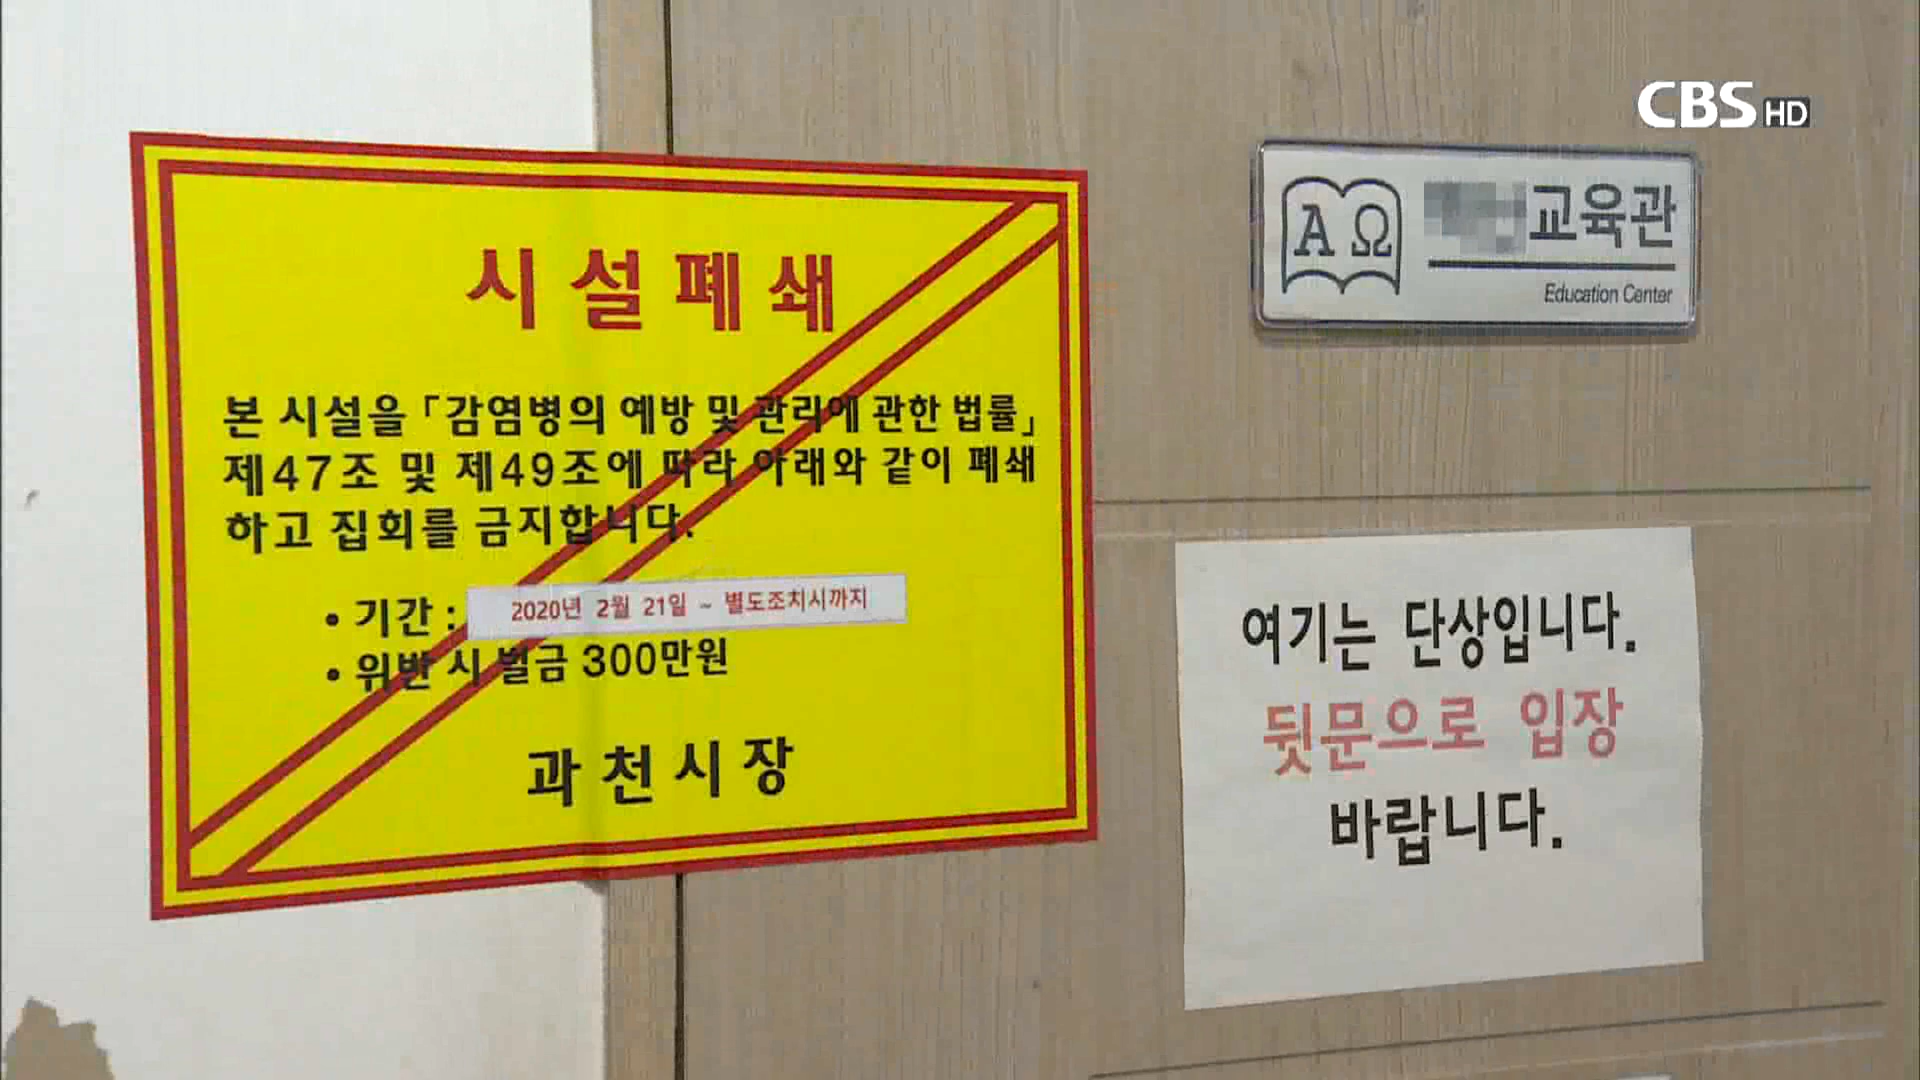 CBS HD
시설폐쇄
본 시설을 「감염병의 예방 및 관리에 관한 법률」
제47조 및 제49조에 따라 아래와 같이 폐쇄
하고 집회를 금지합니다.
• 기간 : 2020년 2월 21일 ~ 별도조치시까지
• 위반 시 벌금 300만원
과천시장
Α Ω
교육관
Education Center
여기는 단상입니다.
뒷문으로 입장
바랍니다.